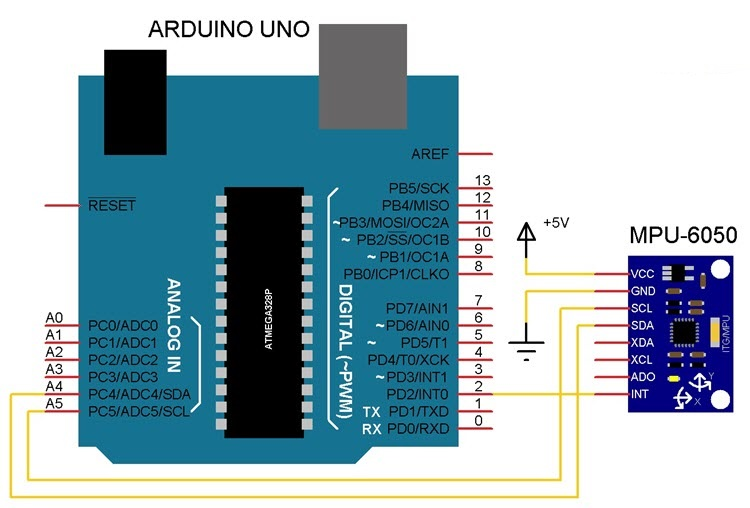 ARDUINO UNO
AREF
13
PB5/SCK
12
PB4/MISO
RESET
11
~PB3/MOSI/OC2A
10
~ PB2/SS/OC1B
9
~ PB1/OC1A
8
PB0/ICP1/CLKO
+5V
MPU-6050
VCC
GND
SCL
SDA
XDA
XCL
ADO
INT
ITG/MPU
Y
X
ANALOG IN
ATMEGA328P
DIGITAL (~PWM)
A0
PC0/ADC0
A1
PC1/ADC1
A2
PC2/ADC2
A3
PC3/ADC3
A4
PC4/ADC4/SDA
A5
PC5/ADC5/SCL
7
PD7/AIN1
6
~PD6/AIN0
5
~ PD5/T1
4
PD4/T0/XCK
3
~PD3/INT1
2
PD2/INT0
1
TX PD1/TXD
0
RX PD0/RXD